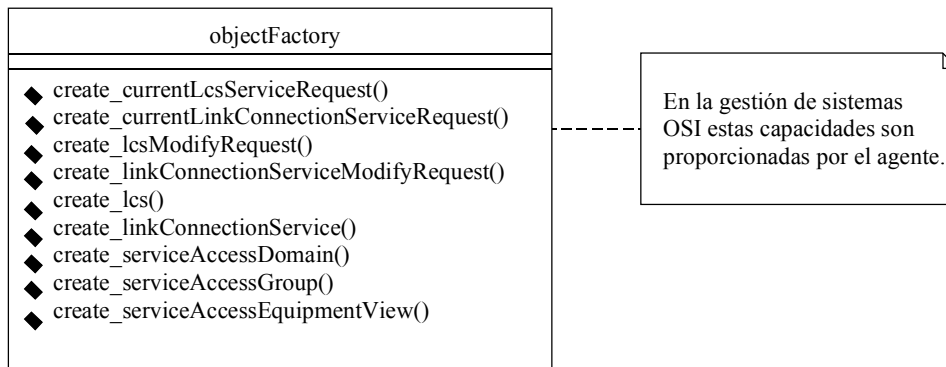 objectFactory
create_currentLcsServiceRequest()
create_currentLinkConnectionServiceRequest()
create_lcsModifyRequest()
create_linkConnectionServiceModifyRequest()
create_lcs()
create_linkConnectionService()
create_serviceAccessDomain()
create_serviceAccessGroup()
create_serviceAccessEquipmentView()
En la gestión de sistemas
OSI estas capacidades son
proporcionadas por el agente.